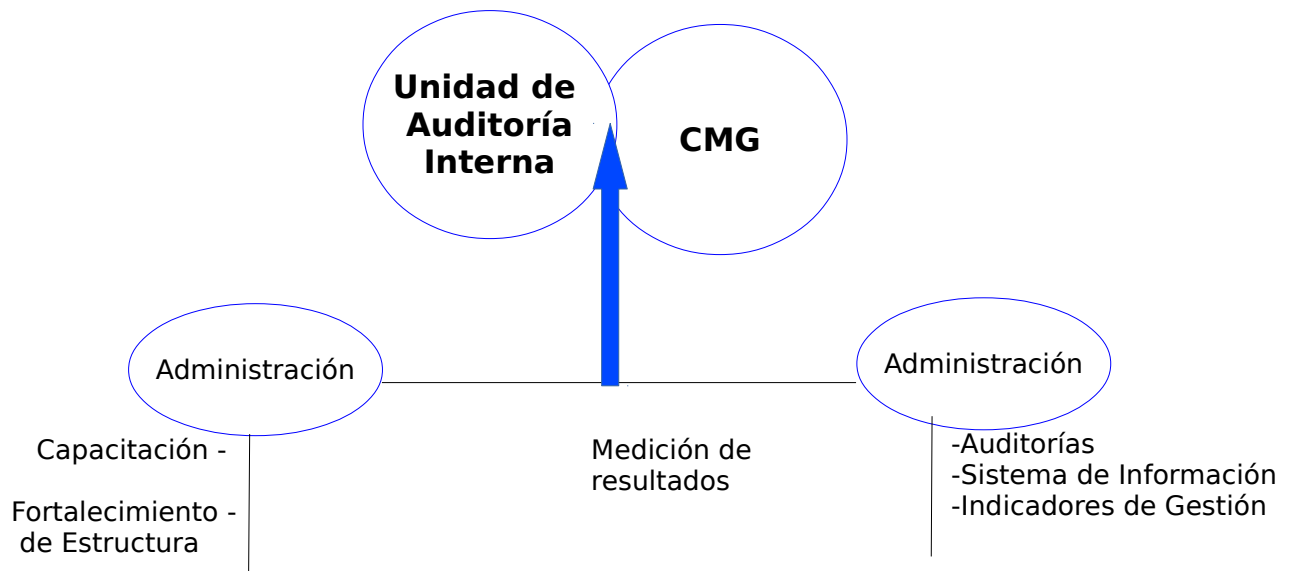 Unidad de
Auditoría
Interna
CMG
Administración
Administración
Capacitación -
Fortalecimiento -
de Estructura
Medición de
resultados
-Auditorías
-Sistema de Información
-Indicadores de Gestión